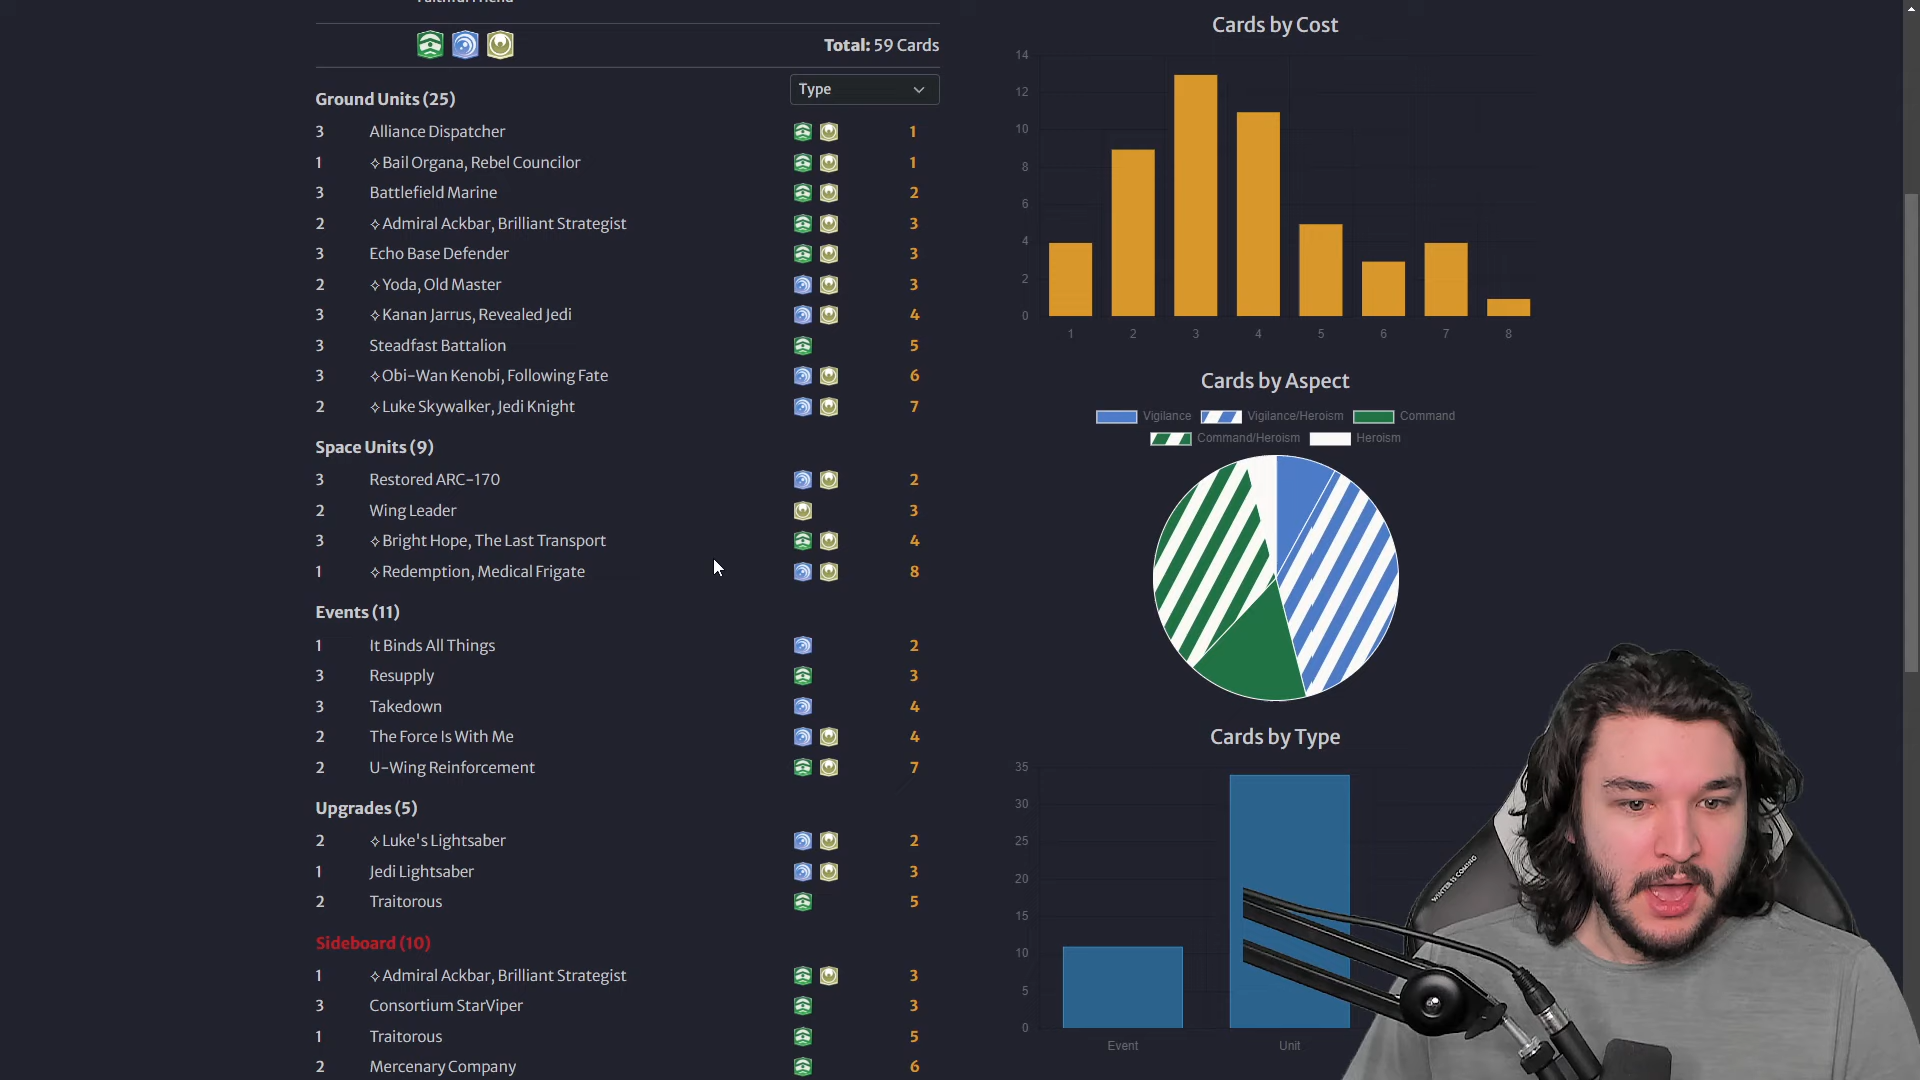 Faithful Friend
Total: 59 Cards
Type
Ground Units (25)
3 Alliance Dispatcher 1
1 Bail Organa, Rebel Councilor 1
3 Battlefield Marine 2
2 Admiral Ackbar, Brilliant Strategist 3
3 Echo Base Defender 3
2 Yoda, Old Master 3
3 Kanan Jarrus, Revealed Jedi 4
3 Steadfast Battalion 5
3 Obi-Wan Kenobi, Following Fate 6
2 Luke Skywalker, Jedi Knight 7
Space Units (9)
3 Restored ARC-170 2
2 Wing Leader 3
3 Bright Hope, The Last Transport 4
1 Redemption, Medical Frigate 8
Events (11)
1 It Binds All Things 2
3 Resupply 3
3 Takedown 4
2 The Force Is With Me 4
2 U-Wing Reinforcement 7
Upgrades (5)
2 Luke's Lightsaber 2
1 Jedi Lightsaber 3
2 Traitorous 5
Sideboard (10)
1 Admiral Ackbar, Brilliant Strategist 3
3 Consortium StarViper 3
1 Traitorous 5
2 Mercenary Company 6
Cards by Cost
14
12
10
8
6
4
2
0
1 2 3 4 5 6 7 8
Cards by Aspect
Vigilance Vigilance/Heroism Command
Command/Heroism Heroism
Cards by Type
35
30
25
20
15
10
5
0
Event Unit
WINTER IS COMING